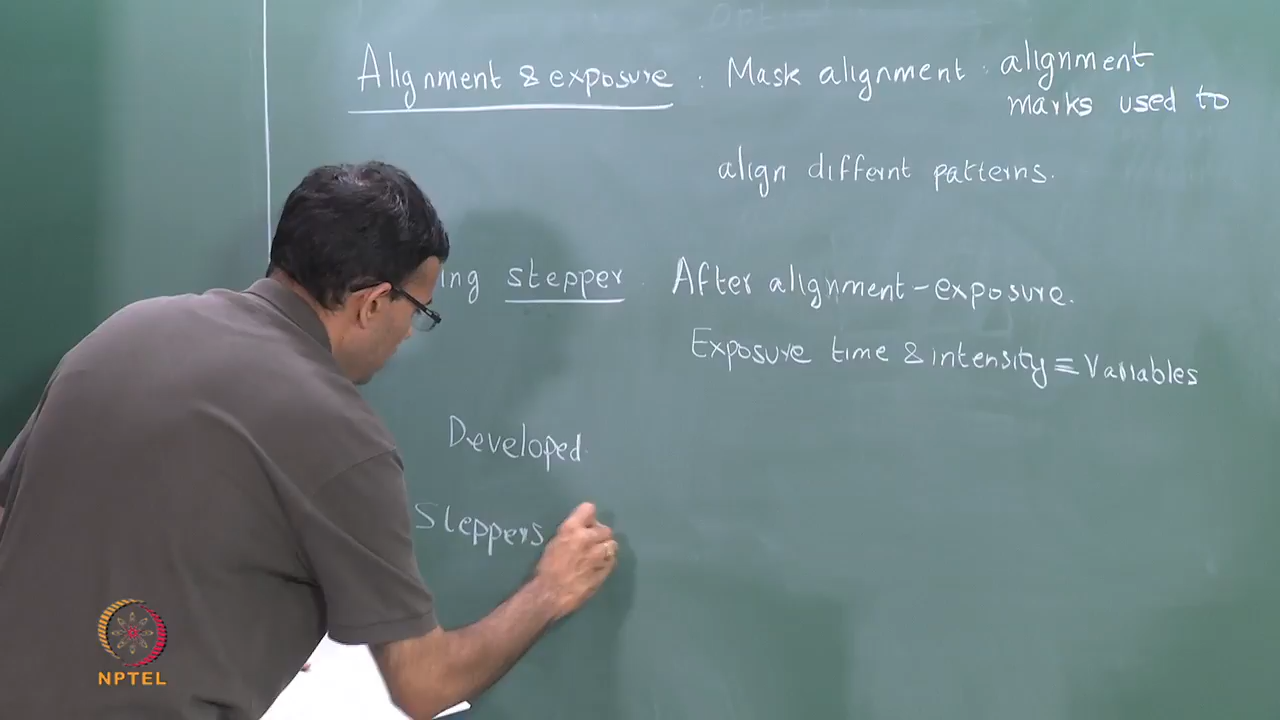 Alignment & exposure : Mask alignment : alignment
marks used to
align differnt patterns.
ing stepper. After alignment - exposure.
Exposure time & intensity ≡ Variables
Developed.
Steppers
NPTEL